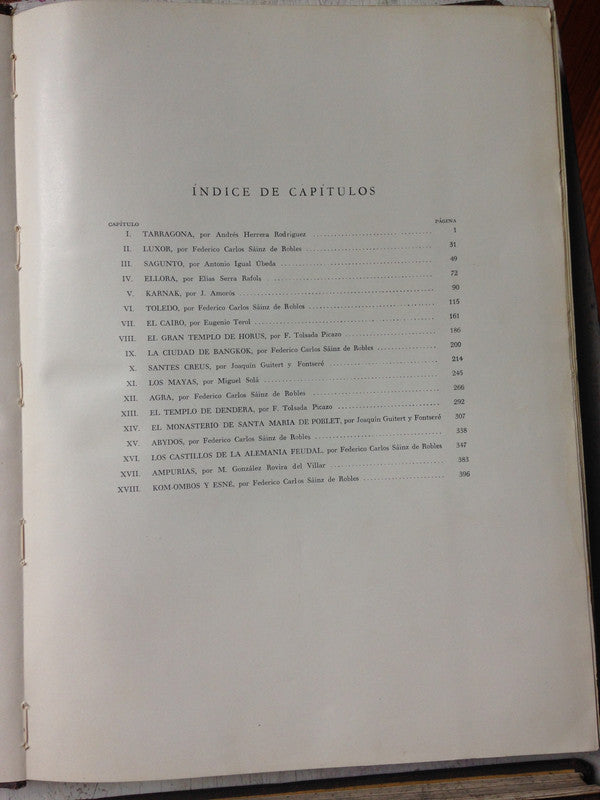 ÍNDICE DE CAPÍTULOS
CAPÍTULO PÁGINA
I. TARRAGONA, por Andrés Herrera Rodríguez 1
II. LUXOR, por Federico Carlos Sáinz de Robles 31
III. SAGUNTO, por Antonio Igual Úbeda 49
IV. ELLORA, por Elías Serra Rafols 72
V. KARNAK, por J. Amorós 90
VI. TOLEDO, por Federico Carlos Sáinz de Robles 115
VII. EL CAIRO, por Eugenio Terol 161
VIII. EL GRAN TEMPLO DE HORUS, por F. Tolsada Picazo 186
IX. LA CIUDAD DE BANGKOK, por Federico Carlos Sáinz de Robles 200
X. SANTES CREUS, por Joaquín Guitert y Fontseré 214
XI. LOS MAYAS, por Miguel Solá 245
XII. AGRA, por Federico Carlos Sáinz de Robles 266
XIII. EL TEMPLO DE DENDERA, por F. Tolsada Picazo 292
XIV. EL MONASTERIO DE SANTA MARIA DE POBLET, por Joaquín Guitert y Fontseré 307
XV. ABYDOS, por Federico Carlos Sáinz de Robles 338
XVI. LOS CASTILLOS DE LA ALEMANIA FEUDAL, por Federico Carlos Sáinz de Robles 347
XVII. AMPURIAS, por M. González Rovira del Villar 383
XVIII. KOM-OMBOS Y ESNÉ, por Federico Carlos Sáinz de Robles 396